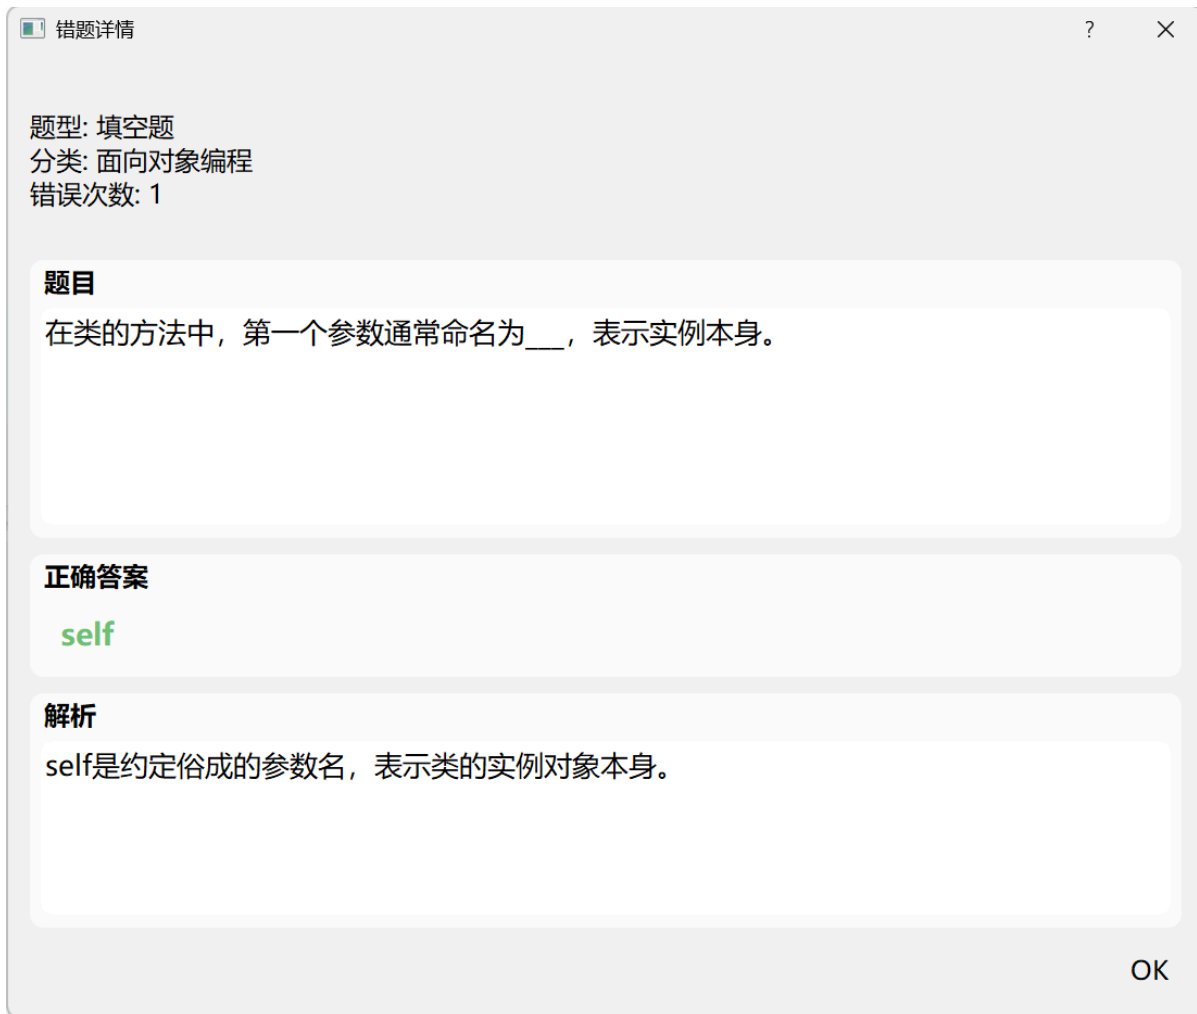 错题详情
?
题型: 填空题
分类: 面向对象编程
错误次数: 1
题目
在类的方法中，第一个参数通常命名为___，表示实例本身。
正确答案
self
解析
self是约定俗成的参数名，表示类的实例对象本身。
OK